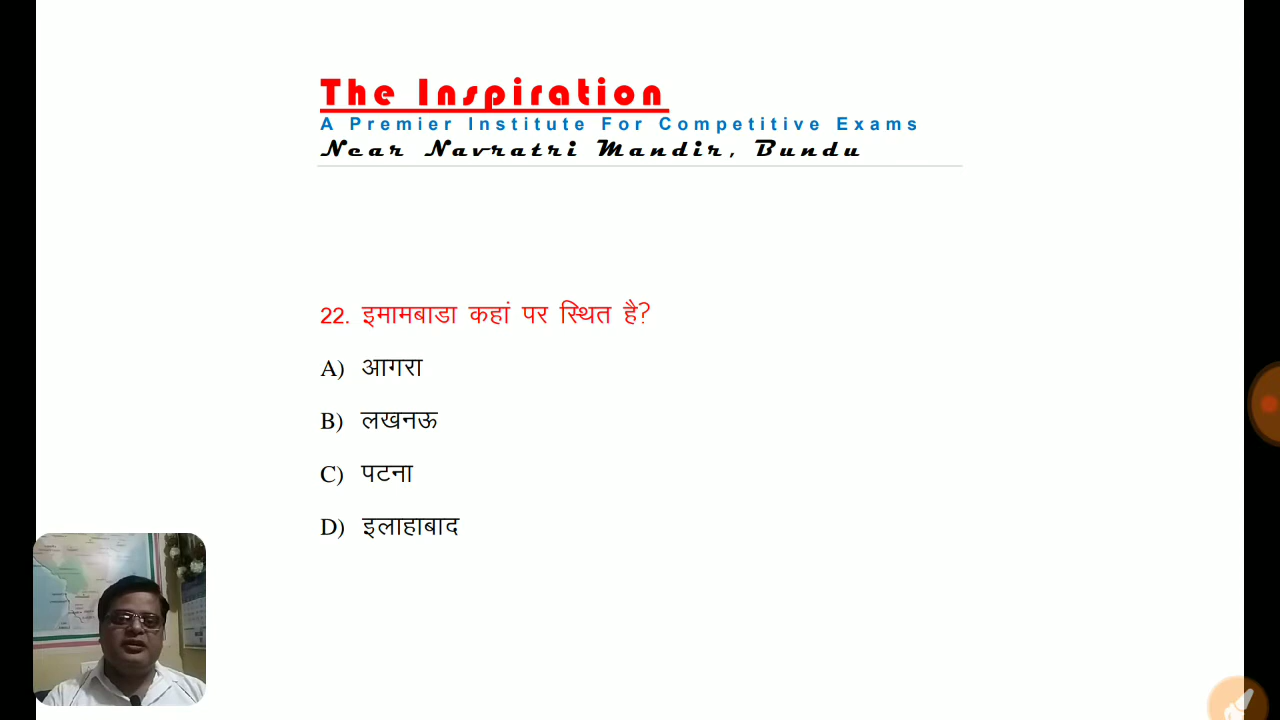 The Inspiration
A Premier Institute For Competitive Exams
Near Navratri Mandir, Bundu
22. इमामबाडा कहां पर स्थित है?
A) आगरा
B) लखनऊ
C) पटना
D) इलाहाबाद